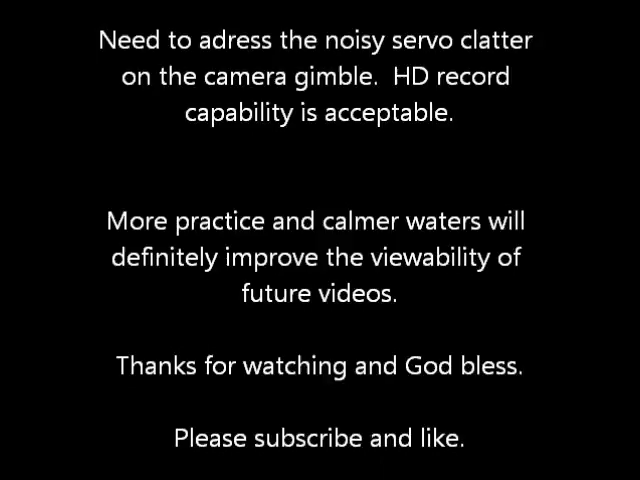 Need to adress the noisy servo clatter
on the camera gimble.  HD record
capability is acceptable.
More practice and calmer waters will
definitely improve the viewability of
future videos.
Thanks for watching and God bless.
Please subscribe and like.